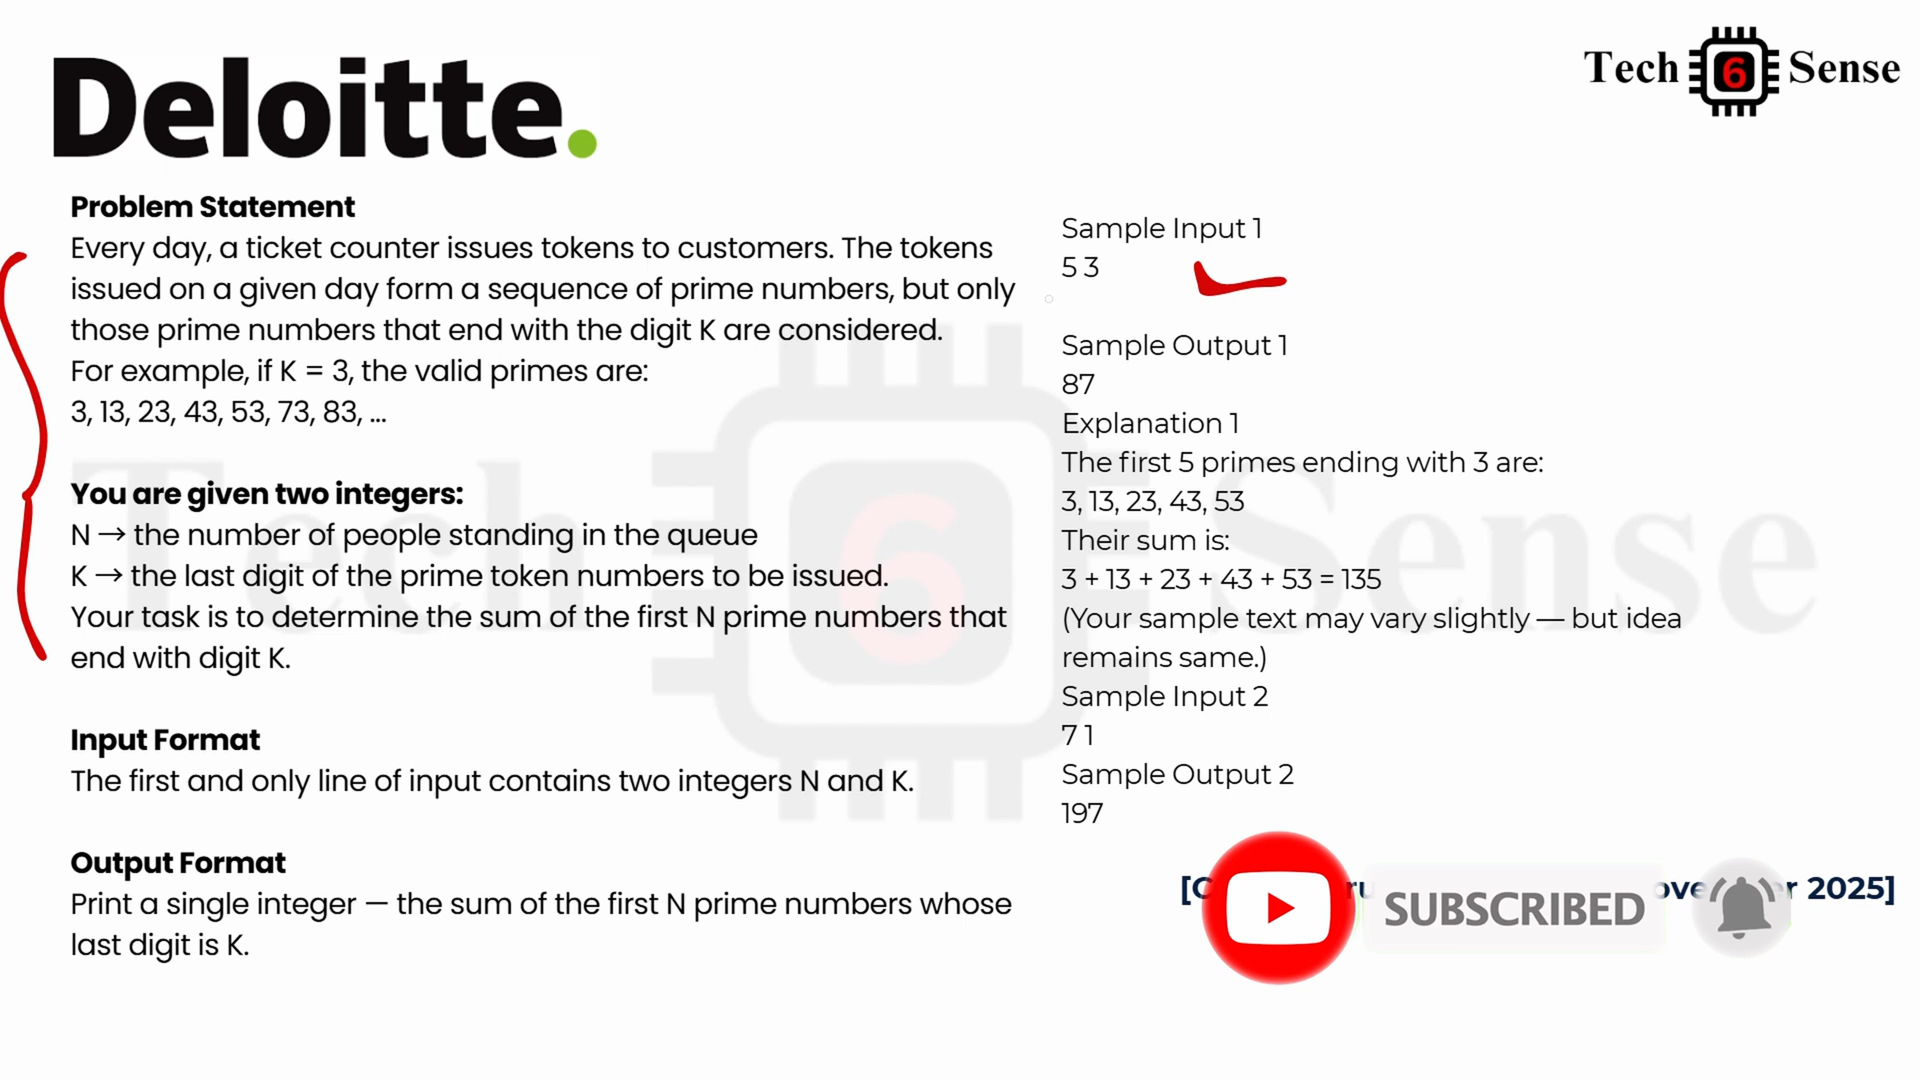 Deloitte.
Tech 6 Sense
Problem Statement
Every day, a ticket counter issues tokens to customers. The tokens
issued on a given day form a sequence of prime numbers, but only
those prime numbers that end with the digit K are considered.
For example, if K = 3, the valid primes are:
3, 13, 23, 43, 53, 73, 83, ...
You are given two integers:
N → the number of people standing in the queue
K → the last digit of the prime token numbers to be issued.
Your task is to determine the sum of the first N prime numbers that
end with digit K.
Input Format
The first and only line of input contains two integers N and K.
Output Format
Print a single integer — the sum of the first N prime numbers whose
last digit is K.
Sample Input 1
5 3
Sample Output 1
87
Explanation 1
The first 5 primes ending with 3 are:
3, 13, 23, 43, 53
Their sum is:
3 + 13 + 23 + 43 + 53 = 135
(Your sample text may vary slightly — but idea
remains same.)
Sample Input 2
7 1
Sample Output 2
197
2025]
SUBSCRIBED
Tech 6 Sense